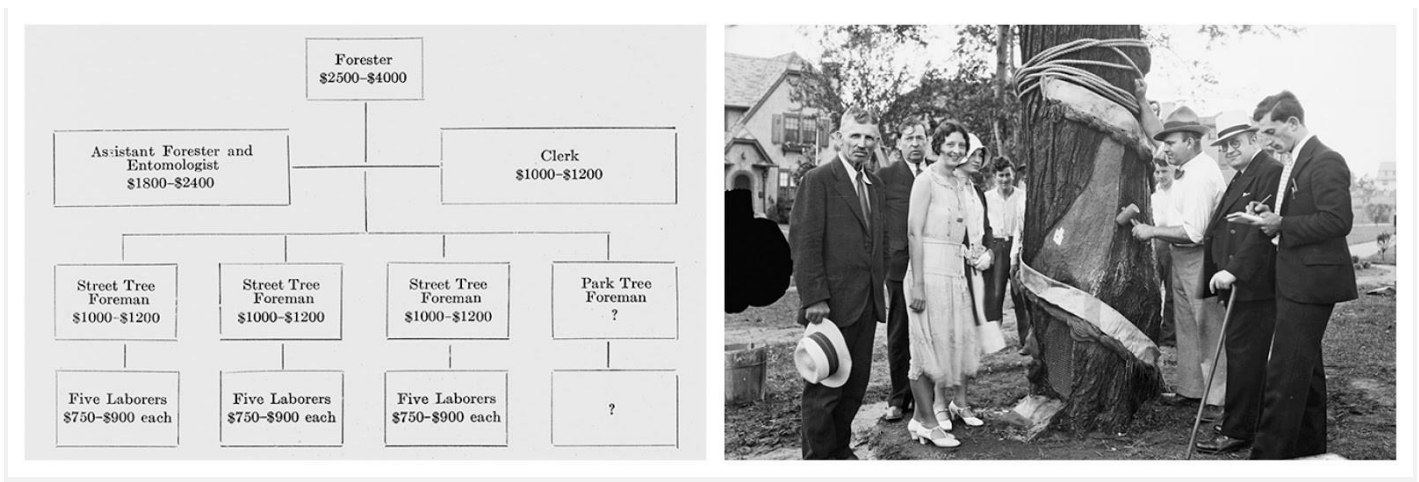 Forester
$2500–$4000
Assistant Forester and
Entomologist
$1800–$2400
Clerk
$1000–$1200
Street Tree
Foreman
$1000–$1200
Street Tree
Foreman
$1000–$1200
Street Tree
Foreman
$1000–$1200
Park Tree
Foreman
?
Five Laborers
$750–$900 each
Five Laborers
$750–$900 each
Five Laborers
$750–$900 each
?